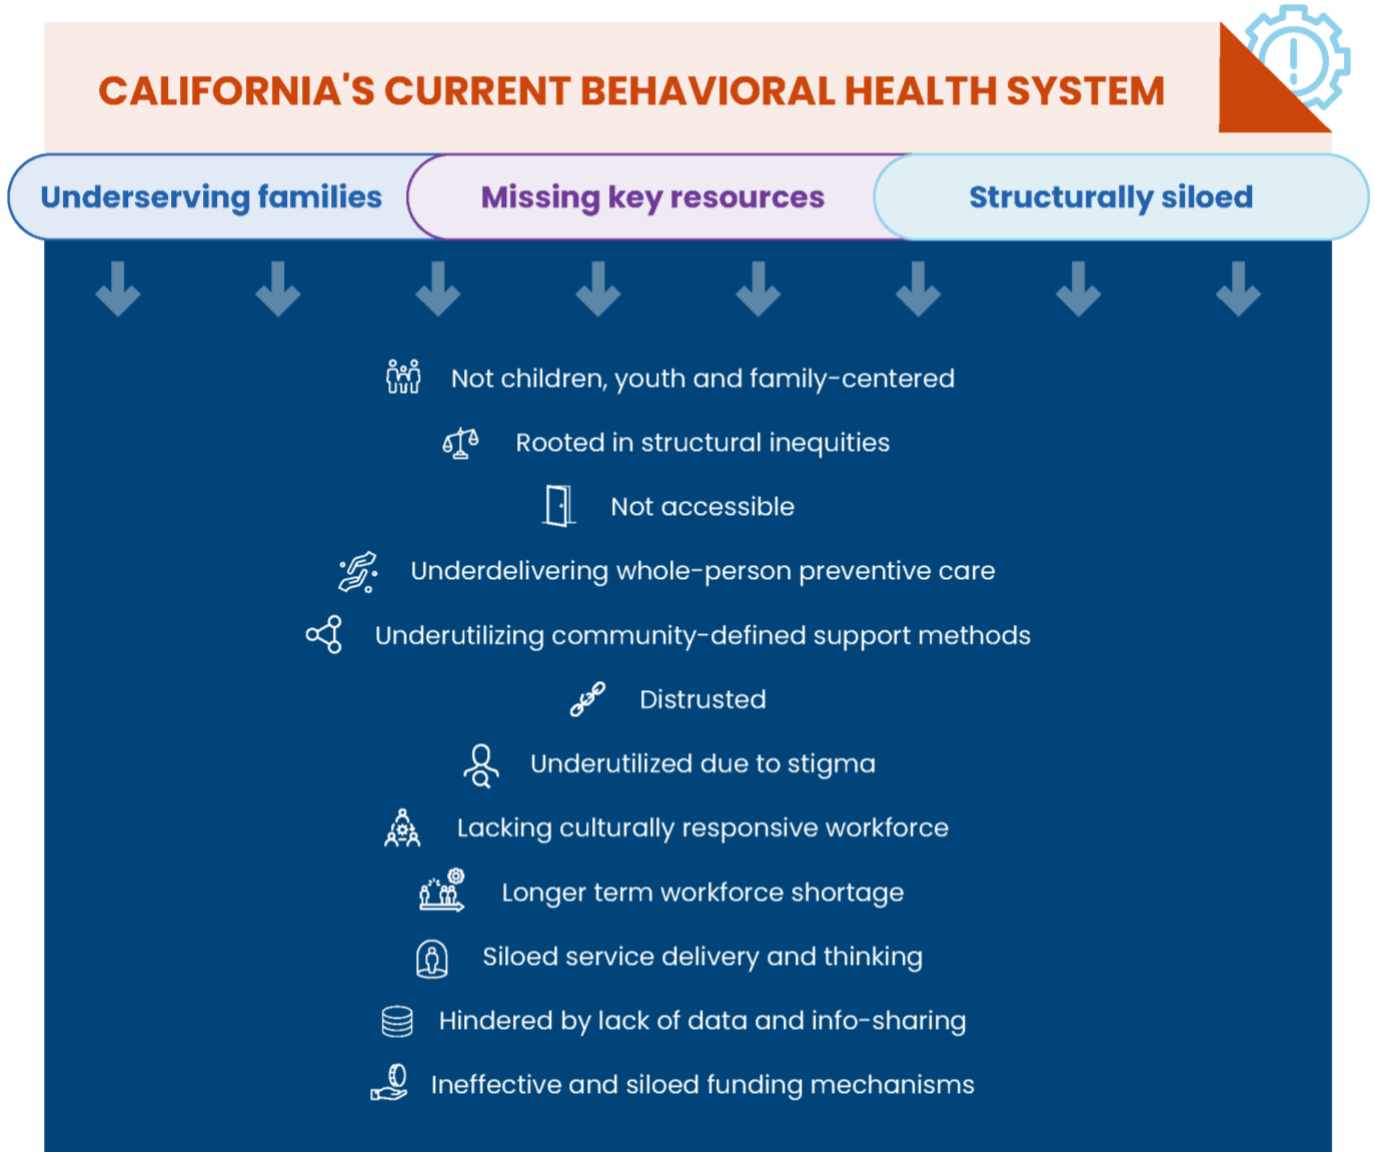 CALIFORNIA'S CURRENT BEHAVIORAL HEALTH SYSTEM
Underserving families
Missing key resources
Structurally siloed
Not children, youth and family-centered
Rooted in structural inequities
Not accessible
Underdelivering whole-person preventive care
Underutilizing community-defined support methods
Distrusted
Underutilized due to stigma
Lacking culturally responsive workforce
Longer term workforce shortage
Siloed service delivery and thinking
Hindered by lack of data and info-sharing
Ineffective and siloed funding mechanisms